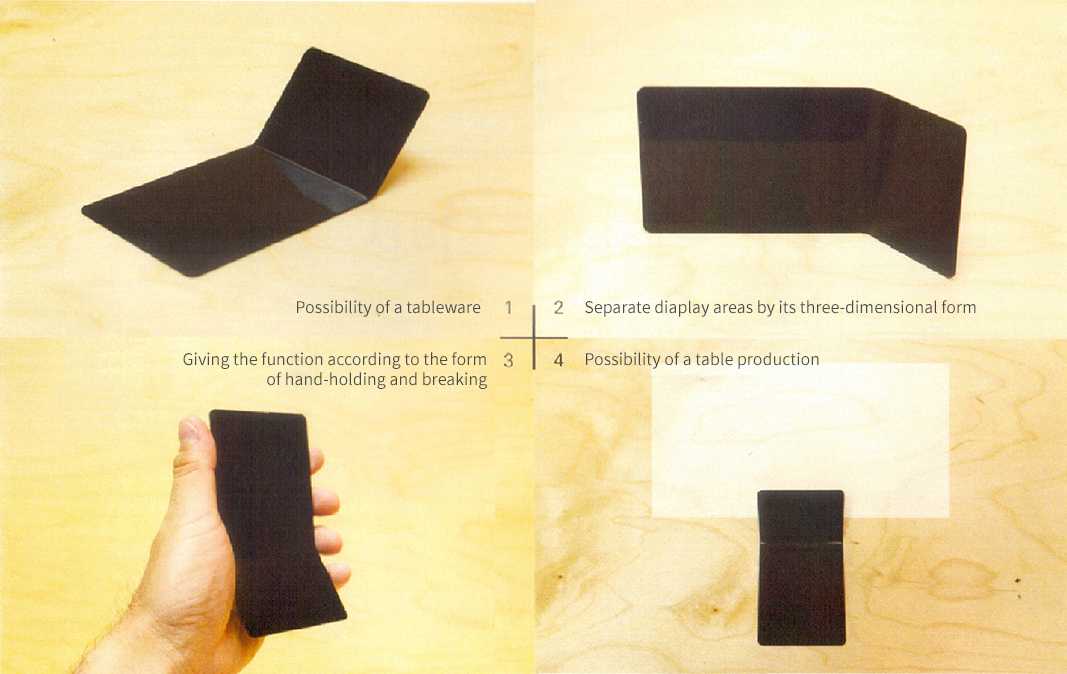 Possibility of a tableware 1
2 Separate diaplay areas by its three-dimensional form
Giving the function according to the form 3
of hand-holding and breaking
4 Possibility of a table production